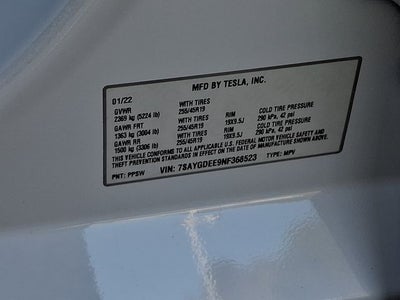 MFD BY TESLA, INC.
01/22
GVWR WITH TIRES RIM COLD TIRE PRESSURE
2369 kg (5224 lb) 255/45R19 19X9.5J 290 kPa, 42 psi
GAWR FRT WITH TIRES RIM COLD TIRE PRESSURE
1363 kg (3004 lb) 255/45R19 19X9.5J 290 kPa, 42 psi
GAWR RR WITH TIRES
1500 kg (3306 lb) 255/45R19
THIS VEHICLE CONFORMS TO ALL APPLICABLE U.S. FEDERAL MOTOR VEHICLE SAFETY AND
THEFT PREVENTION STANDARDS IN EFFECT ON THE DATE OF MANUFACTURE SHOWN ABOVE.
PNT: PPSW VIN: 7SAYGDEE9NF368523 TYPE: MPV